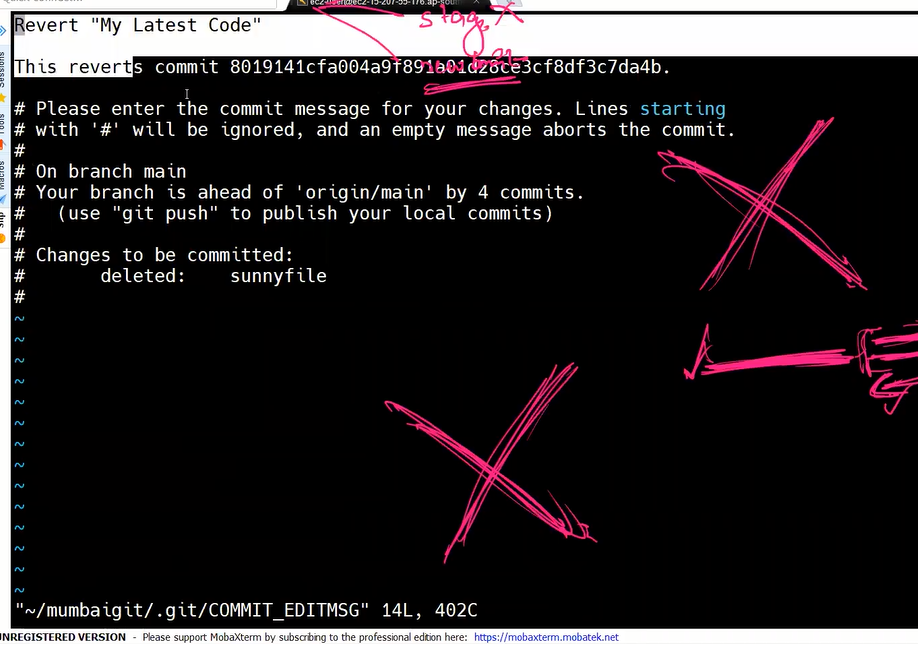 Revert "My Latest Code"
This reverts commit 8019141cfa004a9f891a01d28ce3cf8df3c7da4b.
# Please enter the commit message for your changes. Lines starting
# with '#' will be ignored, and an empty message aborts the commit.
#
# On branch main
# Your branch is ahead of 'origin/main' by 4 commits.
#   (use "git push" to publish your local commits)
#
# Changes to be committed:
#       deleted:    sunnyfile
#
~
~
~
~
~
~
~
~
~
~
~
~
~
~
"~/mumbaigit/.git/COMMIT_EDITMSG" 14L, 402C
UNREGISTERED VERSION - Please support MobaXterm by subscribing to the professional edition here: https://mobaxterm.mobatek.net
Sessions
Tools
Macros